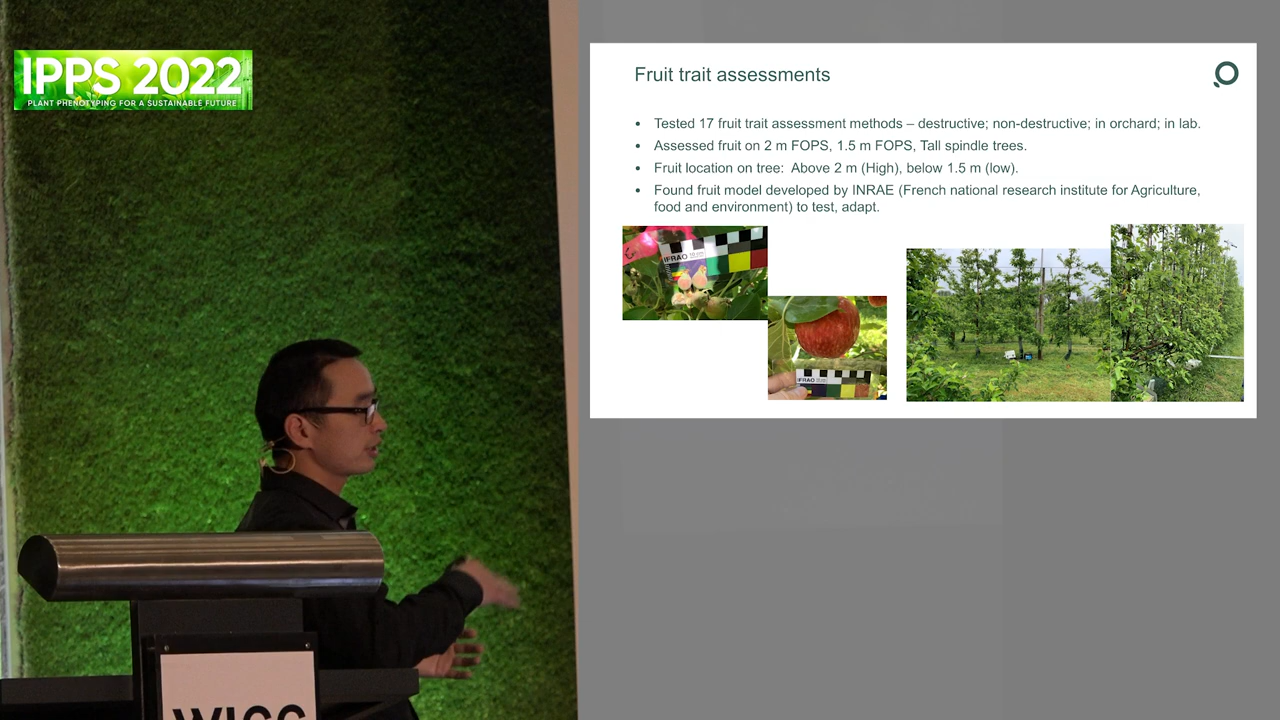 IPPS 2022
PLANT PHENOTYPING FOR A SUSTAINABLE FUTURE
Fruit trait assessments
• Tested 17 fruit trait assessment methods – destructive; non-destructive; in orchard; in lab.
• Assessed fruit on 2 m FOPS, 1.5 m FOPS, Tall spindle trees.
• Fruit location on tree: Above 2 m (High), below 1.5 m (low).
• Found fruit model developed by INRAE (French national research institute for Agriculture,
food and environment) to test, adapt.
IFRAO
IFRAO